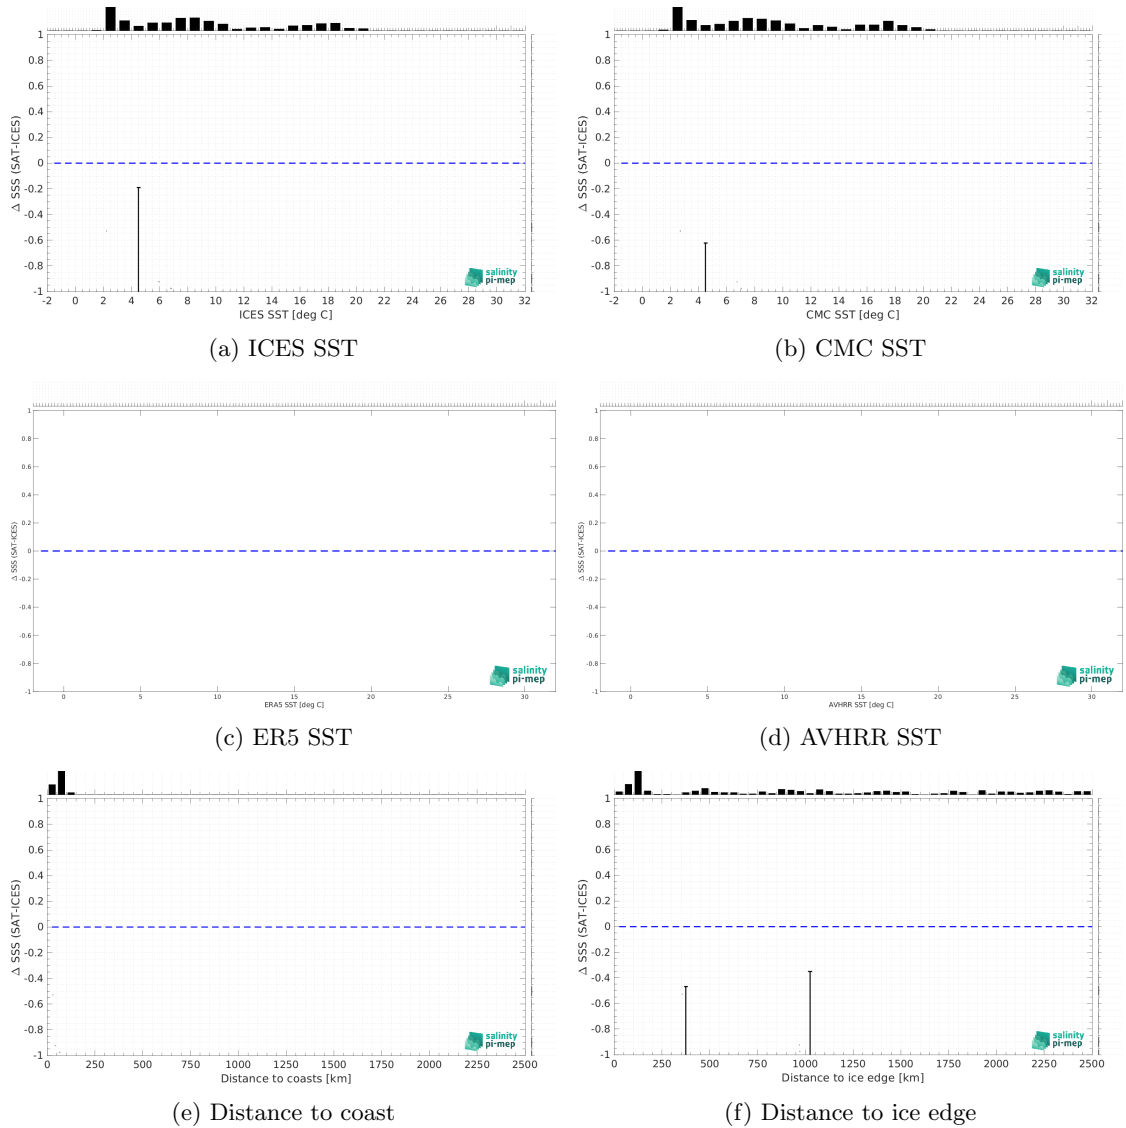 1
0.8
0.6
0.4
0.2
0
-0.2
-0.4
-0.6
-0.8
-1
Δ SSS (SAT-ICES)
salinity
pi-mep
-2 0 2 4 6 8 10 12 14 16 18 20 22 24 26 28 30 32
ICES SST [deg C]
(a) ICES SST
1
0.8
0.6
0.4
0.2
0
-0.2
-0.4
-0.6
-0.8
-1
Δ SSS (SAT-ICES)
salinity
pi-mep
-2 0 2 4 6 8 10 12 14 16 18 20 22 24 26 28 30 32
CMC SST [deg C]
(b) CMC SST
1
0.8
0.6
0.4
0.2
0
-0.2
-0.4
-0.6
-0.8
-1
Δ SSS (SAT-ICES)
salinity
pi-mep
0 5 10 15 20 25 30
ERA5 SST [deg C]
(c) ER5 SST
1
0.8
0.6
0.4
0.2
0
-0.2
-0.4
-0.6
-0.8
-1
Δ SSS (SAT-ICES)
salinity
pi-mep
0 5 10 15 20 25 30
AVHRR SST [deg C]
(d) AVHRR SST
1
0.8
0.6
0.4
0.2
0
-0.2
-0.4
-0.6
-0.8
-1
Δ SSS (SAT-ICES)
salinity
pi-mep
0 250 500 750 1000 1250 1500 1750 2000 2250 2500
Distance to coasts [km]
(e) Distance to coast
1
0.8
0.6
0.4
0.2
0
-0.2
-0.4
-0.6
-0.8
-1
Δ SSS (SAT-ICES)
salinity
pi-mep
0 250 500 750 1000 1250 1500 1750 2000 2250 2500
Distance to ice edge [km]
(f) Distance to ice edge